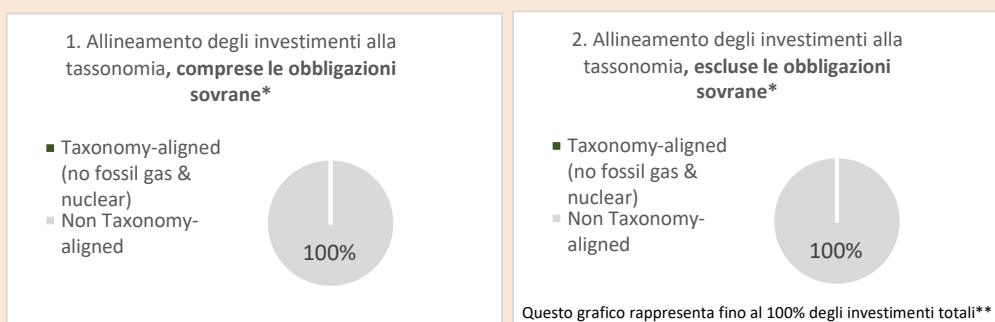 1. Allineamento degli investimenti alla
tassonomia, comprese le obbligazioni
sovrane*
Taxonomy-aligned
(no fossil gas &
nuclear)
Non Taxonomy-
aligned
100%
2. Allineamento degli investimenti alla
tassonomia, escluse le obbligazioni
sovrane*
Taxonomy-aligned
(no fossil gas &
nuclear)
Non Taxonomy-
aligned
100%
Questo grafico rappresenta fino al 100% degli investimenti totali**